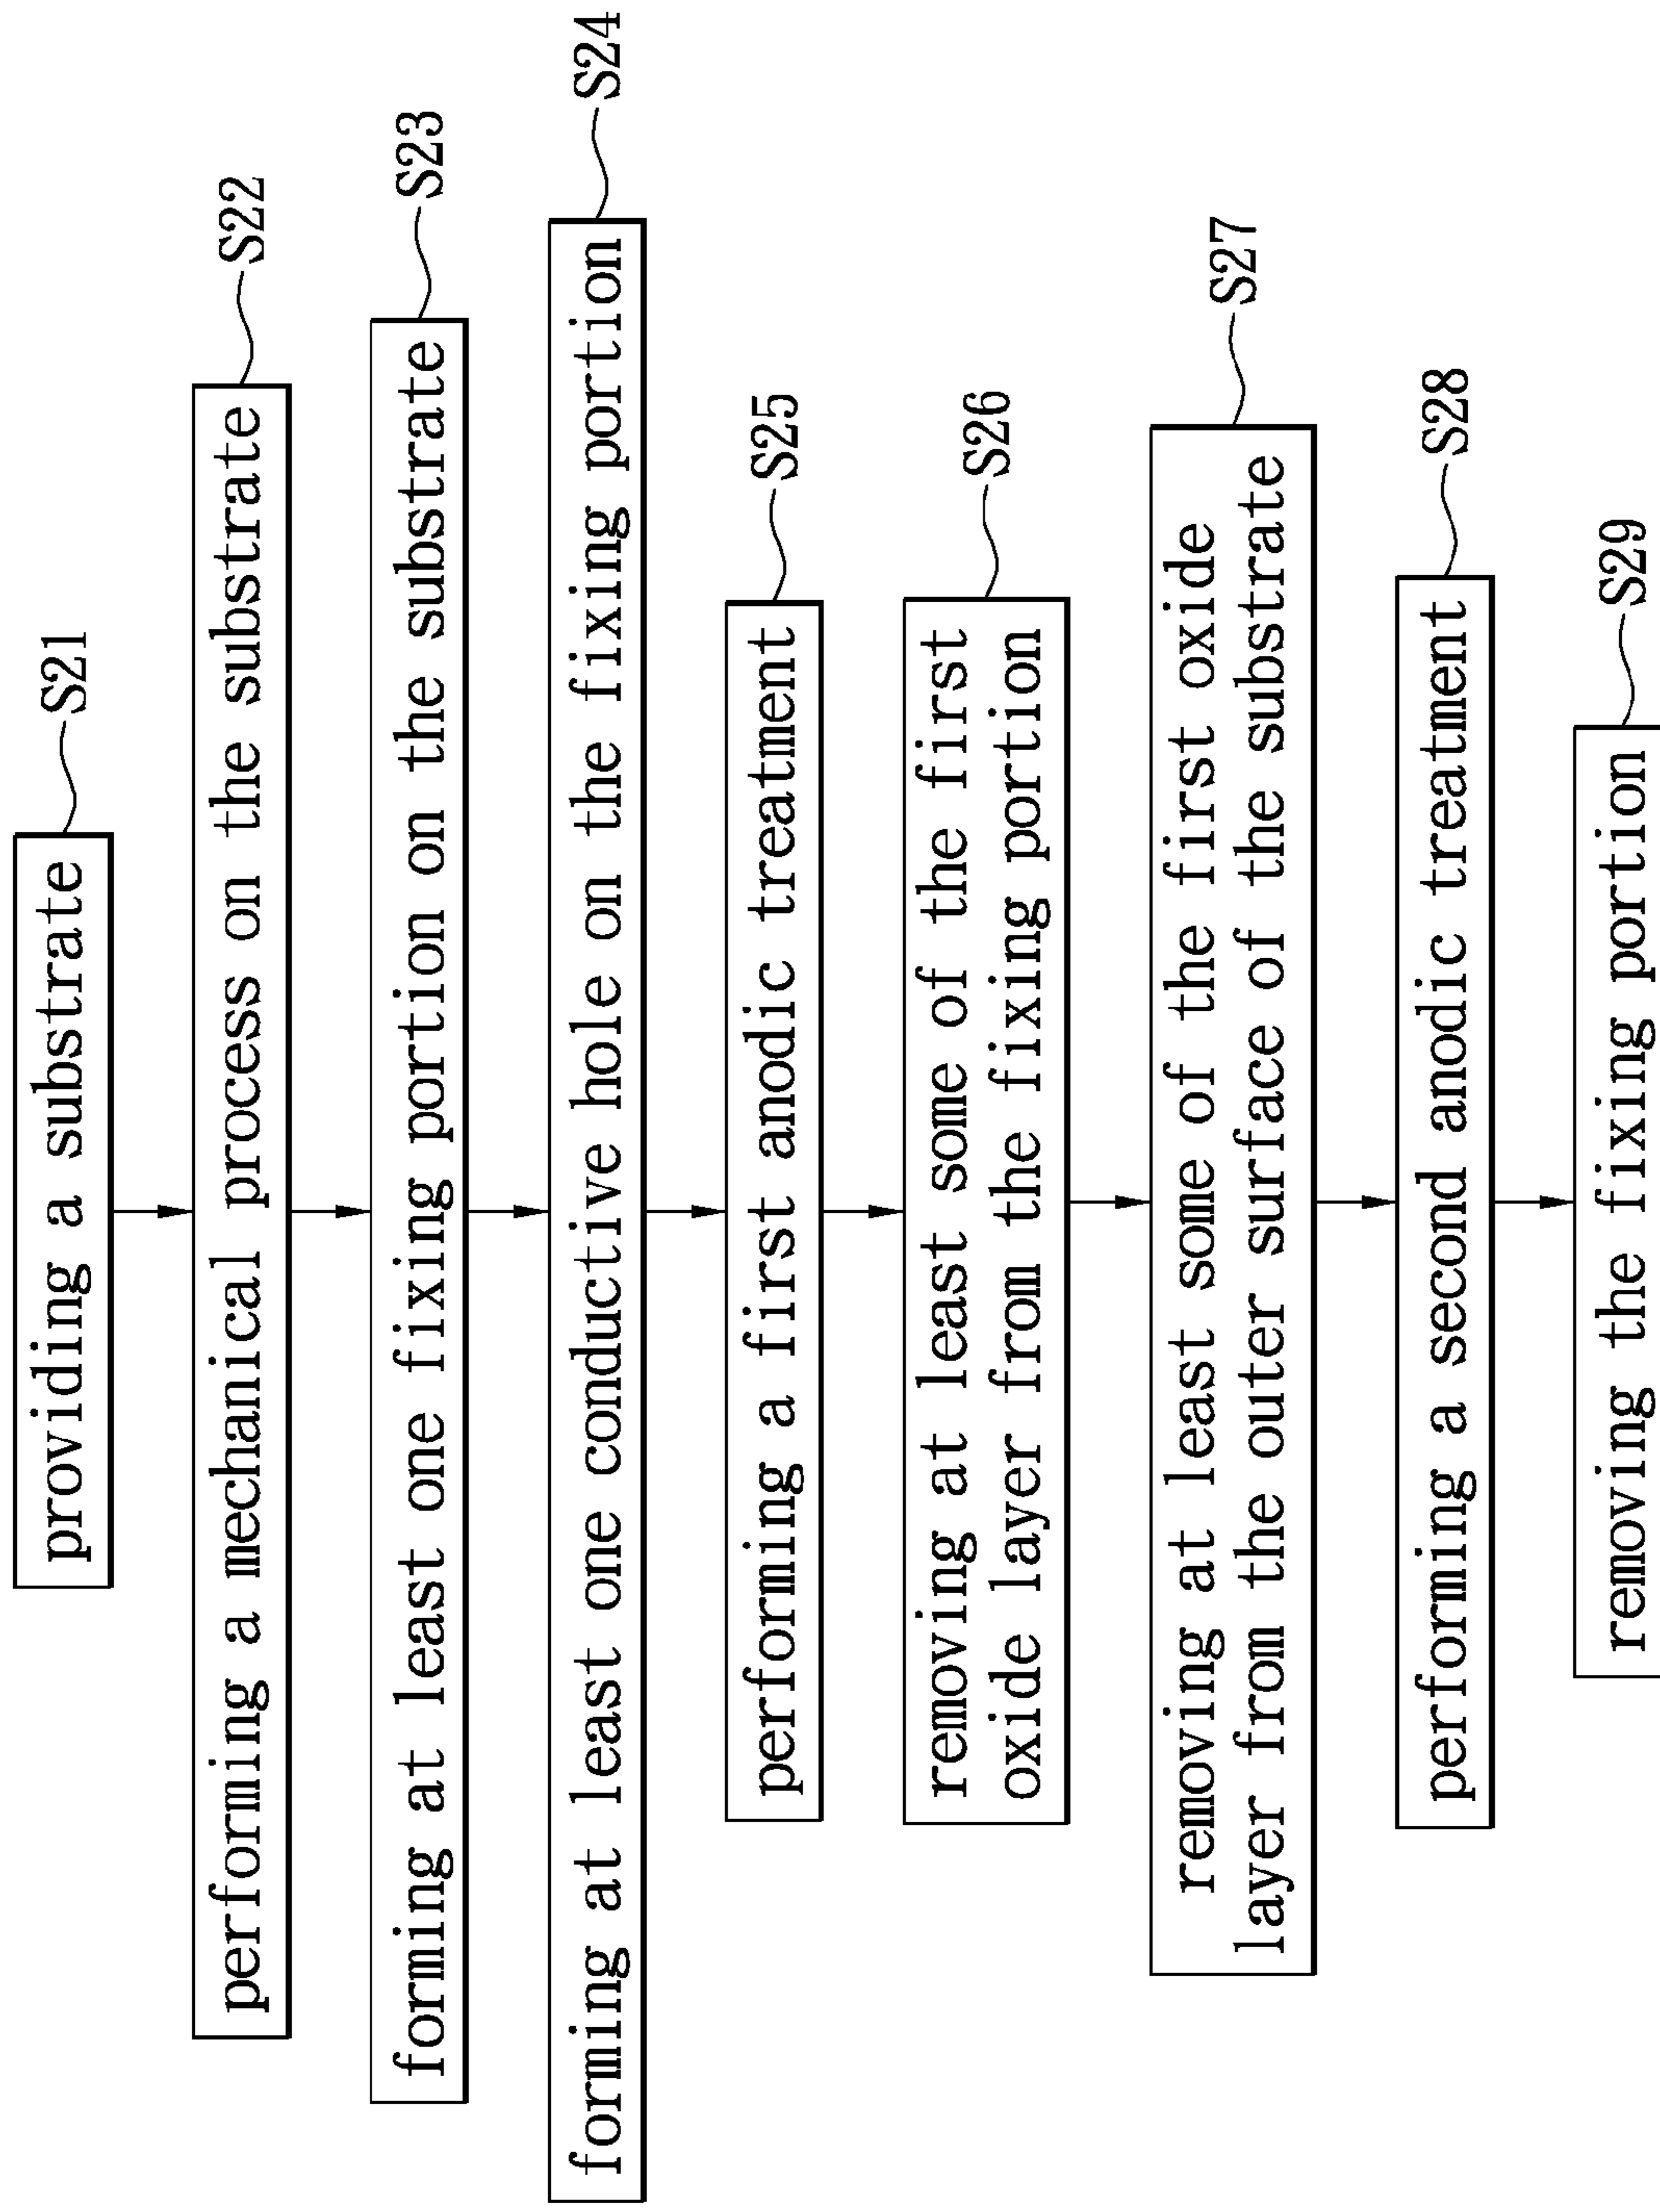 providing a substrate
S21
performing a mechanical process on the substrate
S22
forming at least one fixing portion on the substrate
S23
forming at least one conductive hole on the fixing portion
S24
performing a first anodic treatment
S25
removing at least some of the first
oxide layer from the fixing portion
S26
removing at least some of the first oxide
layer from the outer surface of the substrate
S27
performing a second anodic treatment
S28
removing the fixing portion
S29